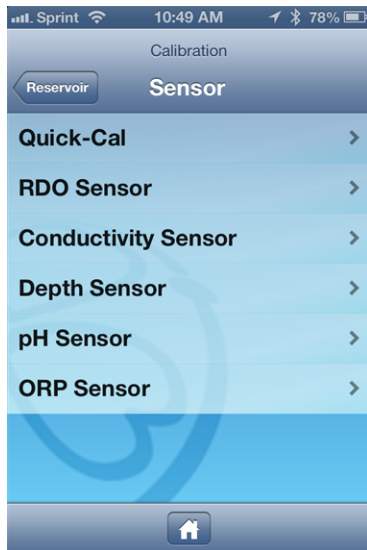 Sprint 10:49 AM 78%
Calibration
Reservoir Sensor
Quick-Cal
RDO Sensor
Conductivity Sensor
Depth Sensor
pH Sensor
ORP Sensor